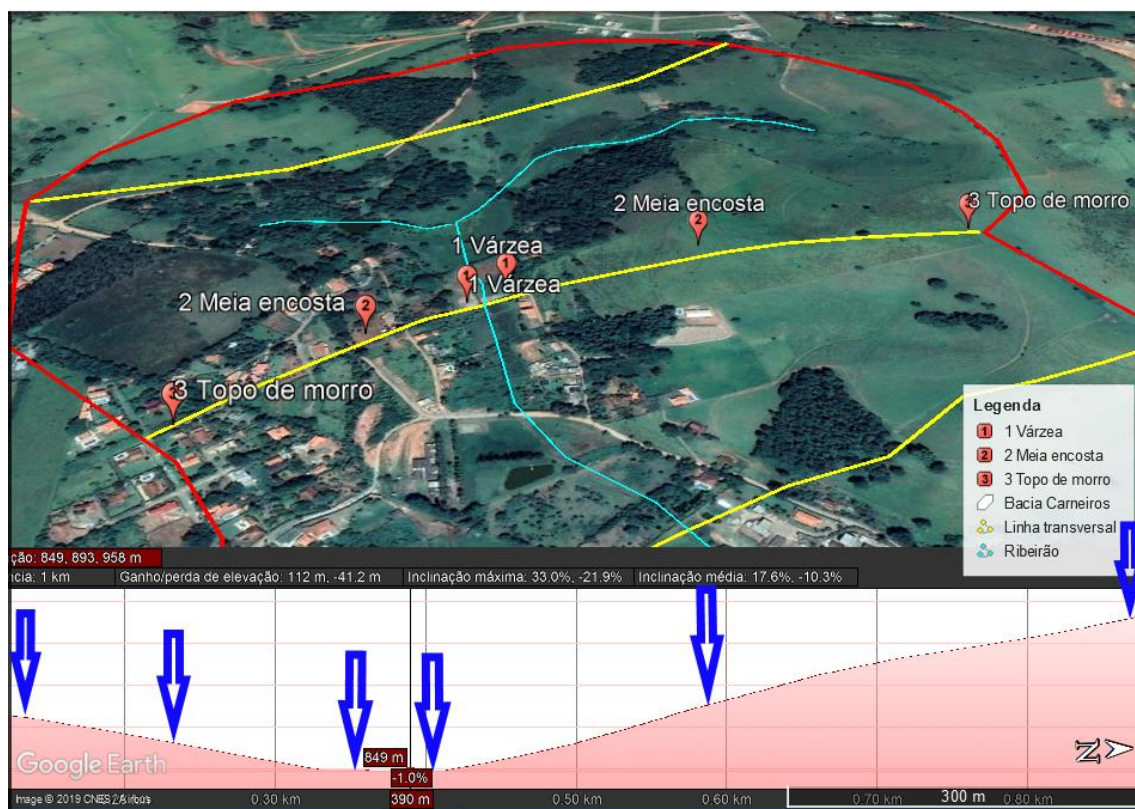 3 Topo de morro
2 Meia encosta
1 Várzea
1 Várzea
2 Meia encosta
3 Topo de morro
Legenda
1 1 Várzea
2 2 Meia encosta
3 3 Topo de morro
Bacia Carneiros
Linha transversal
Ribeirão
ção: 849, 893, 958 m
ncia: 1 km
Ganho/perda de elevação: 112 m, -41.2 m
Inclinação máxima: 33.0%, -21.9%
Inclinação média: 17.6%, -10.3%
849 m
-1.0%
Google Earth
N
Image © 2019 CNES / Airbus
0.30 km
390 m
0.50 km
0.60 km
0.70 km
300 m
0.80 km